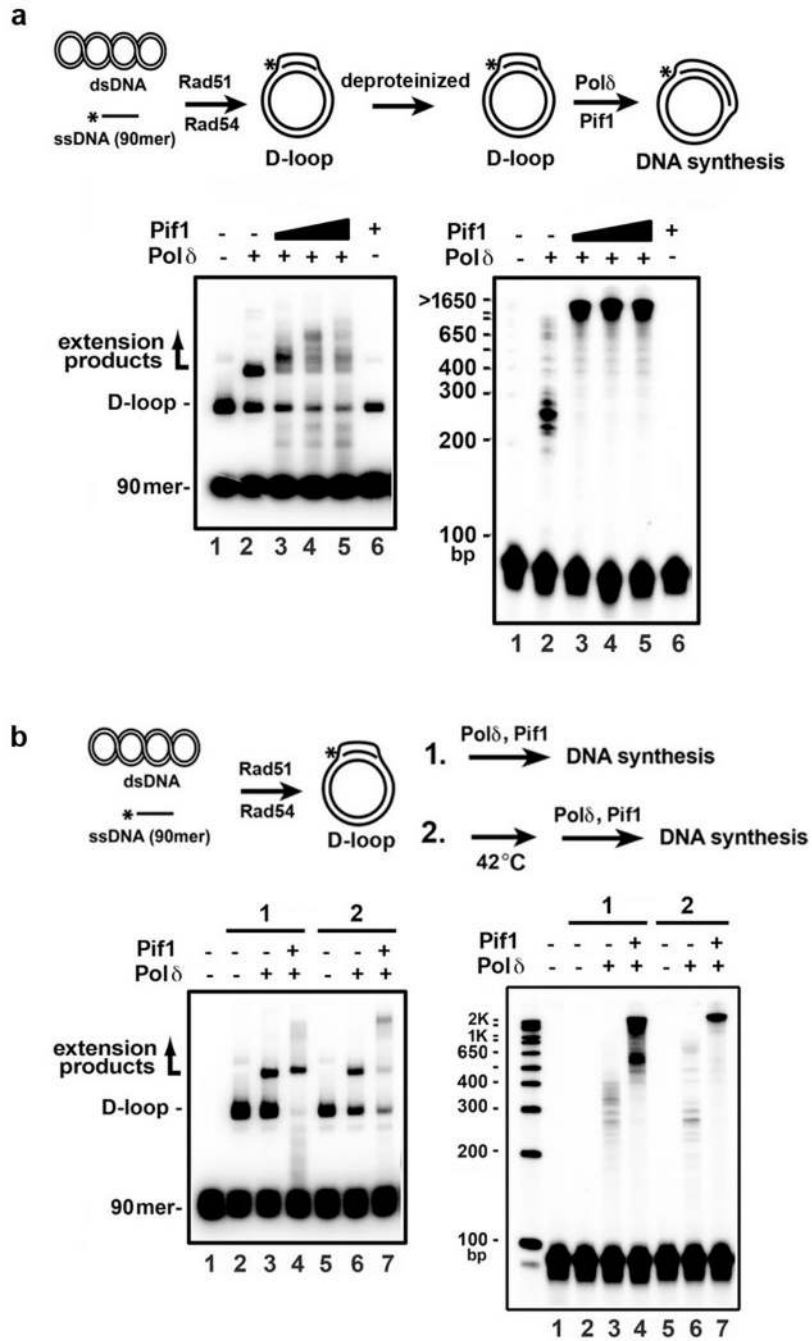 a
dsDNA
* ssDNA (90mer)
Rad51
Rad54
*
D-loop
deproteinized
*
D-loop
Polδ
Pif1
*
DNA synthesis
Pif1 - - +
Polδ - + + + + -
extension
products
D-loop -
90mer-
1 2 3 4 5 6
Pif1 - - +
Polδ - + + + + -
>1650 -
650 -
400 -
300 -
200 -
100 -
bp
1 2 3 4 5 6
b
dsDNA
* ssDNA (90mer)
Rad51
Rad54
*
D-loop
1. Polδ, Pif1 DNA synthesis
2. 42°C Polδ, Pif1 DNA synthesis
1 2
Pif1 - - - + - - +
Polδ - - + + - + +
extension
products
D-loop -
90mer-
1 2 3 4 5 6 7
1 2
Pif1 - - - + - - +
Polδ - - + + - + +
2K -
1K -
650 -
400 -
300 -
200 -
100 -
bp
1 2 3 4 5 6 7